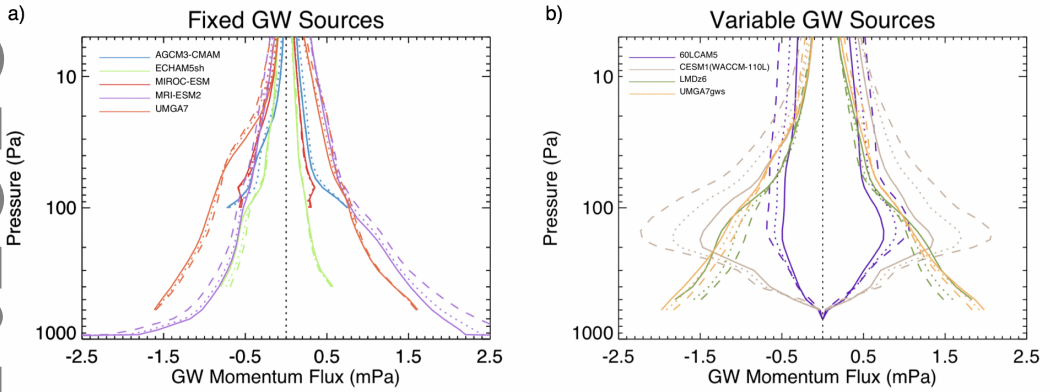 a)
Fixed GW Sources
AGCM3-CMAM
ECHAM5sh
MIROC-ESM
MRI-ESM2
UMGA7
Pressure (Pa)
10
100
1000
-2.5 -1.5 -0.5 0.5 1.5 2.5
GW Momentum Flux (mPa)
b)
Variable GW Sources
60LCAM5
CESM1(WACCM-110L)
LMDz6
UMGA7gws
Pressure (Pa)
10
100
1000
-2.5 -1.5 -0.5 0.5 1.5 2.5
GW Momentum Flux (mPa)